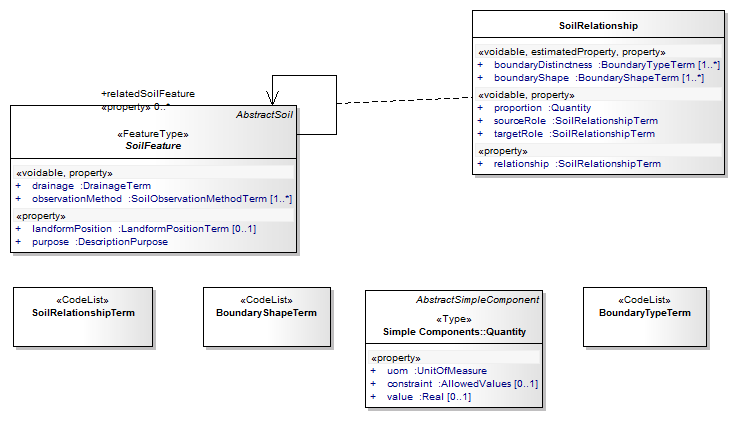 SoilRelationship
«voidable, estimatedProperty, property»
+ boundaryDistinctness :BoundaryTypeTerm [1..*]
+ boundaryShape :BoundaryShapeTerm [1..*]
«voidable, property»
+ proportion :Quantity
+ sourceRole :SoilRelationshipTerm
+ targetRole :SoilRelationshipTerm
«property»
+ relationship :SoilRelationshipTerm
+relatedSoilFeature
«property» 0..*
AbstractSoil
«FeatureType»
SoilFeature
«voidable, property»
+ drainage :DrainageTerm
+ observationMethod :SoilObservationMethodTerm [1..*]
«property»
+ landformPosition :LandformPositionTerm [0..1]
+ purpose :DescriptionPurpose
«CodeList»
SoilRelationshipTerm
«CodeList»
BoundaryShapeTerm
AbstractSimpleComponent
«Type»
Simple Components::Quantity
«property»
+ uom :UnitOfMeasure
+ constraint :AllowedValues [0..1]
+ value :Real [0..1]
«CodeList»
BoundaryTypeTerm